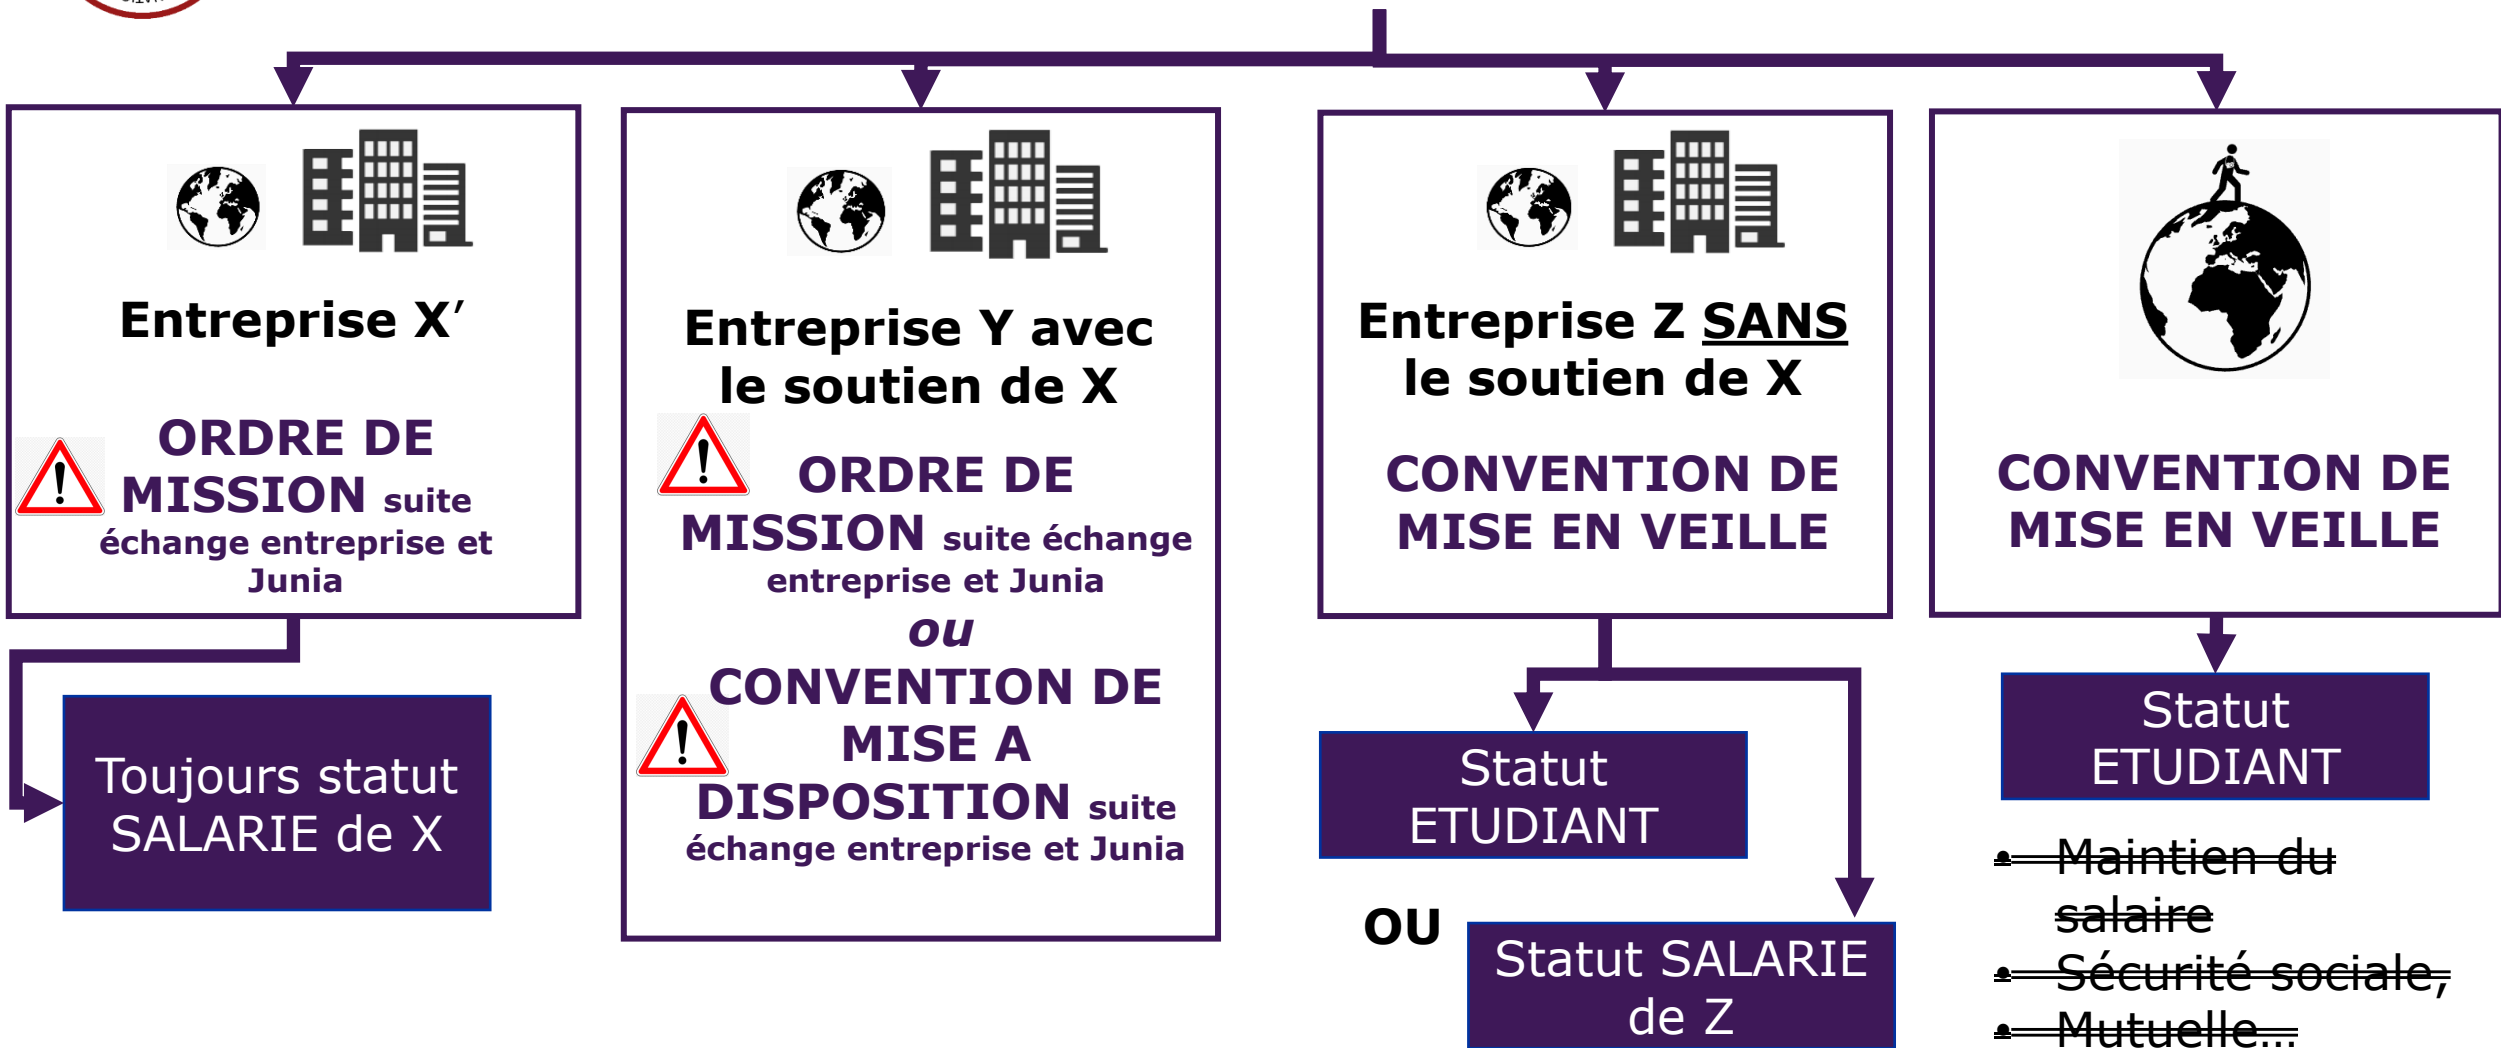 Entreprise X’
ORDRE DE
MISSION suite
échange entreprise et
Junia
Toujours statut
SALARIE de X
Entreprise Y avec
le soutien de X
ORDRE DE
MISSION suite échange
entreprise et Junia
ou
CONVENTION DE
MISE A
DISPOSITION suite
échange entreprise et Junia
Entreprise Z SANS
le soutien de X
CONVENTION DE
MISE EN VEILLE
Statut
ETUDIANT
OU
Statut SALARIE
de Z
CONVENTION DE
MISE EN VEILLE
Statut
ETUDIANT
• Maintien du
salaire
• Sécurité sociale,
• Mutuelle...